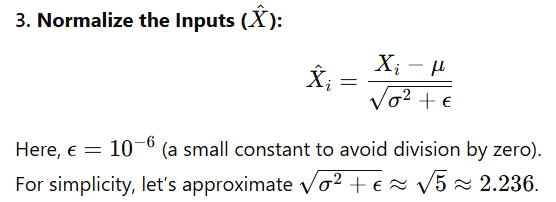 3. Normalize the Inputs (X̂):
X̂ᵢ = (Xᵢ − μ) / √(σ² + ϵ)
Here, ϵ = 10⁻⁶ (a small constant to avoid division by zero).
For simplicity, let's approximate √(σ² + ϵ) ≈ √5 ≈ 2.236.